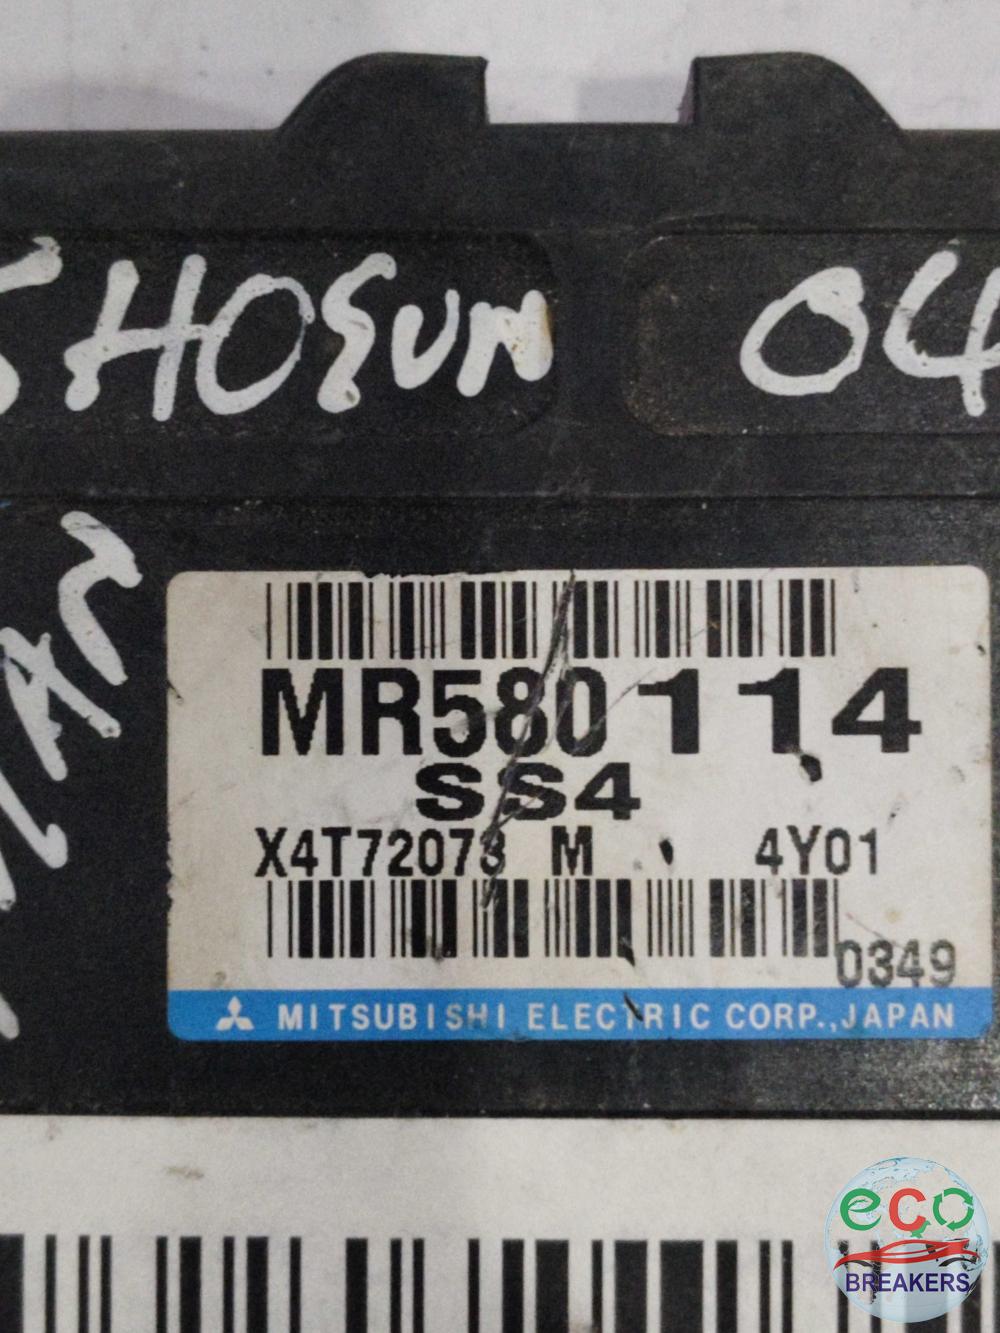 SHOGUN 04
MR580114
SS4
X4T72073 M 4Y01
0349
MITSUBISHI ELECTRIC CORP.,JAPAN
eco
BREAKERS